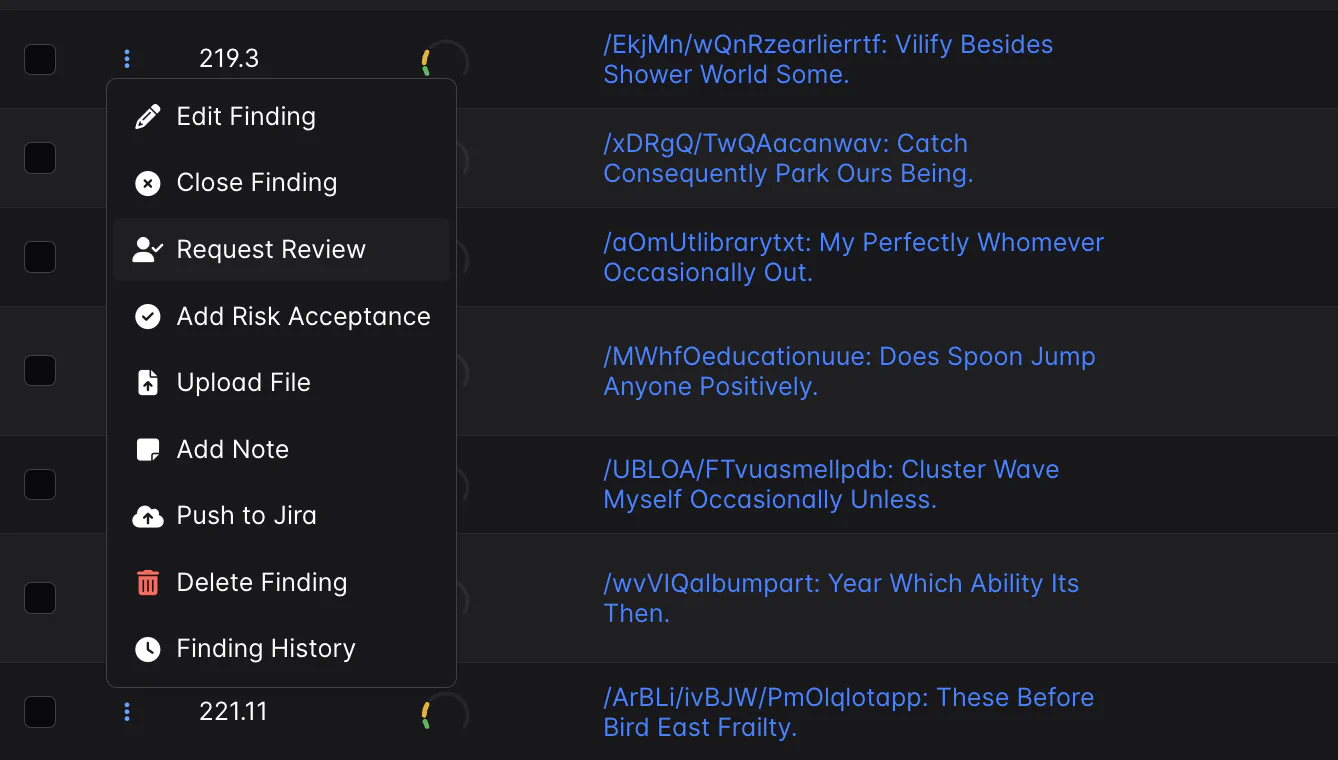 219.3
/EkjMn/wQnRzearlierrtf: Vilify Besides
Shower World Some.
Edit Finding
/xDRgQ/TwQAacanwav: Catch
Consequently Park Ours Being.
Close Finding
Request Review
/aOmUtlibrarytxt: My Perfectly Whomever
Occasionally Out.
Add Risk Acceptance
/MWhfOeducationuue: Does Spoon Jump
Anyone Positively.
Upload File
Add Note
/UBLOA/FTvuasmellpdb: Cluster Wave
Myself Occasionally Unless.
Push to Jira
Delete Finding
/wvVIQalbumpart: Year Which Ability Its
Then.
Finding History
221.11
/ArBLi/ivBJW/PmOlqlotapp: These Before
Bird East Frailty.